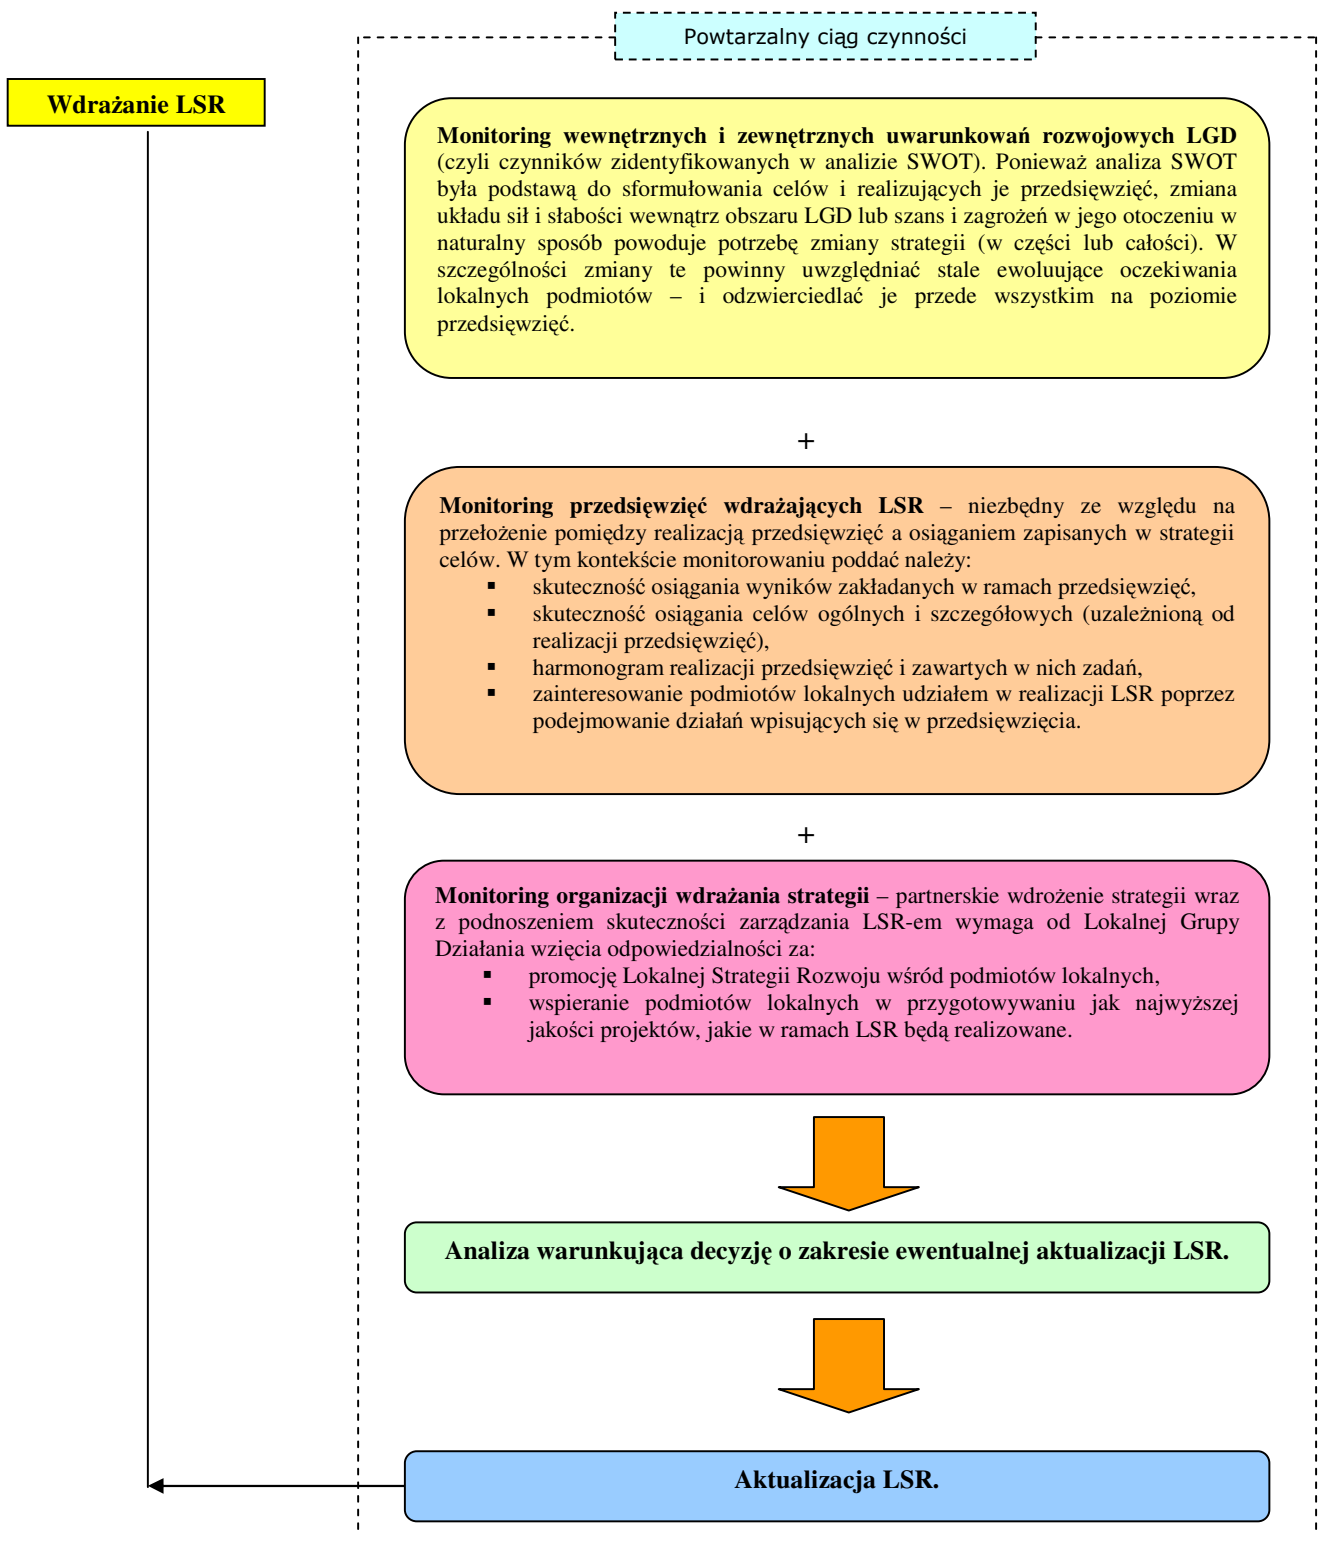 Powtarzalny ciąg czynności
Wdrażanie LSR
Monitoring wewnętrznych i zewnętrznych uwarunkowań rozwojowych LGD
(czyli czynników zidentyfikowanych w analizie SWOT). Ponieważ analiza SWOT
była podstawą do sformułowania celów i realizujących je przedsięwzięć, zmiana
układu sił i słabości wewnątrz obszaru LGD lub szans i zagrożeń w jego otoczeniu w
naturalny sposób powoduje potrzebę zmiany strategii (w części lub całości). W
szczególności zmiany te powinny uwzględniać stale ewoluujące oczekiwania
lokalnych podmiotów – i odzwierciedlać je przede wszystkim na poziomie
przedsięwzięć.
+
Monitoring przedsięwzięć wdrażających LSR – niezbędny ze względu na
przełożenie pomiędzy realizacją przedsięwzięć a osiąganiem zapisanych w strategii
celów. W tym kontekście monitorowaniu poddać należy:
▪ skuteczność osiągania wyników zakładanych w ramach przedsięwzięć,
▪ skuteczność osiągania celów ogólnych i szczegółowych (uzależnioną od
realizacji przedsięwzięć),
▪ harmonogram realizacji przedsięwzięć i zawartych w nich zadań,
▪ zainteresowanie podmiotów lokalnych udziałem w realizacji LSR poprzez
podejmowanie działań wpisujących się w przedsięwzięcia.
+
Monitoring organizacji wdrażania strategii – partnerskie wdrożenie strategii wraz
z podnoszeniem skuteczności zarządzania LSR-em wymaga od Lokalnej Grupy
Działania wzięcia odpowiedzialności za:
▪ promocję Lokalnej Strategii Rozwoju wśród podmiotów lokalnych,
▪ wspieranie podmiotów lokalnych w przygotowywaniu jak najwyższej
jakości projektów, jakie w ramach LSR będą realizowane.
Analiza warunkująca decyzję o zakresie ewentualnej aktualizacji LSR.
Aktualizacja LSR.